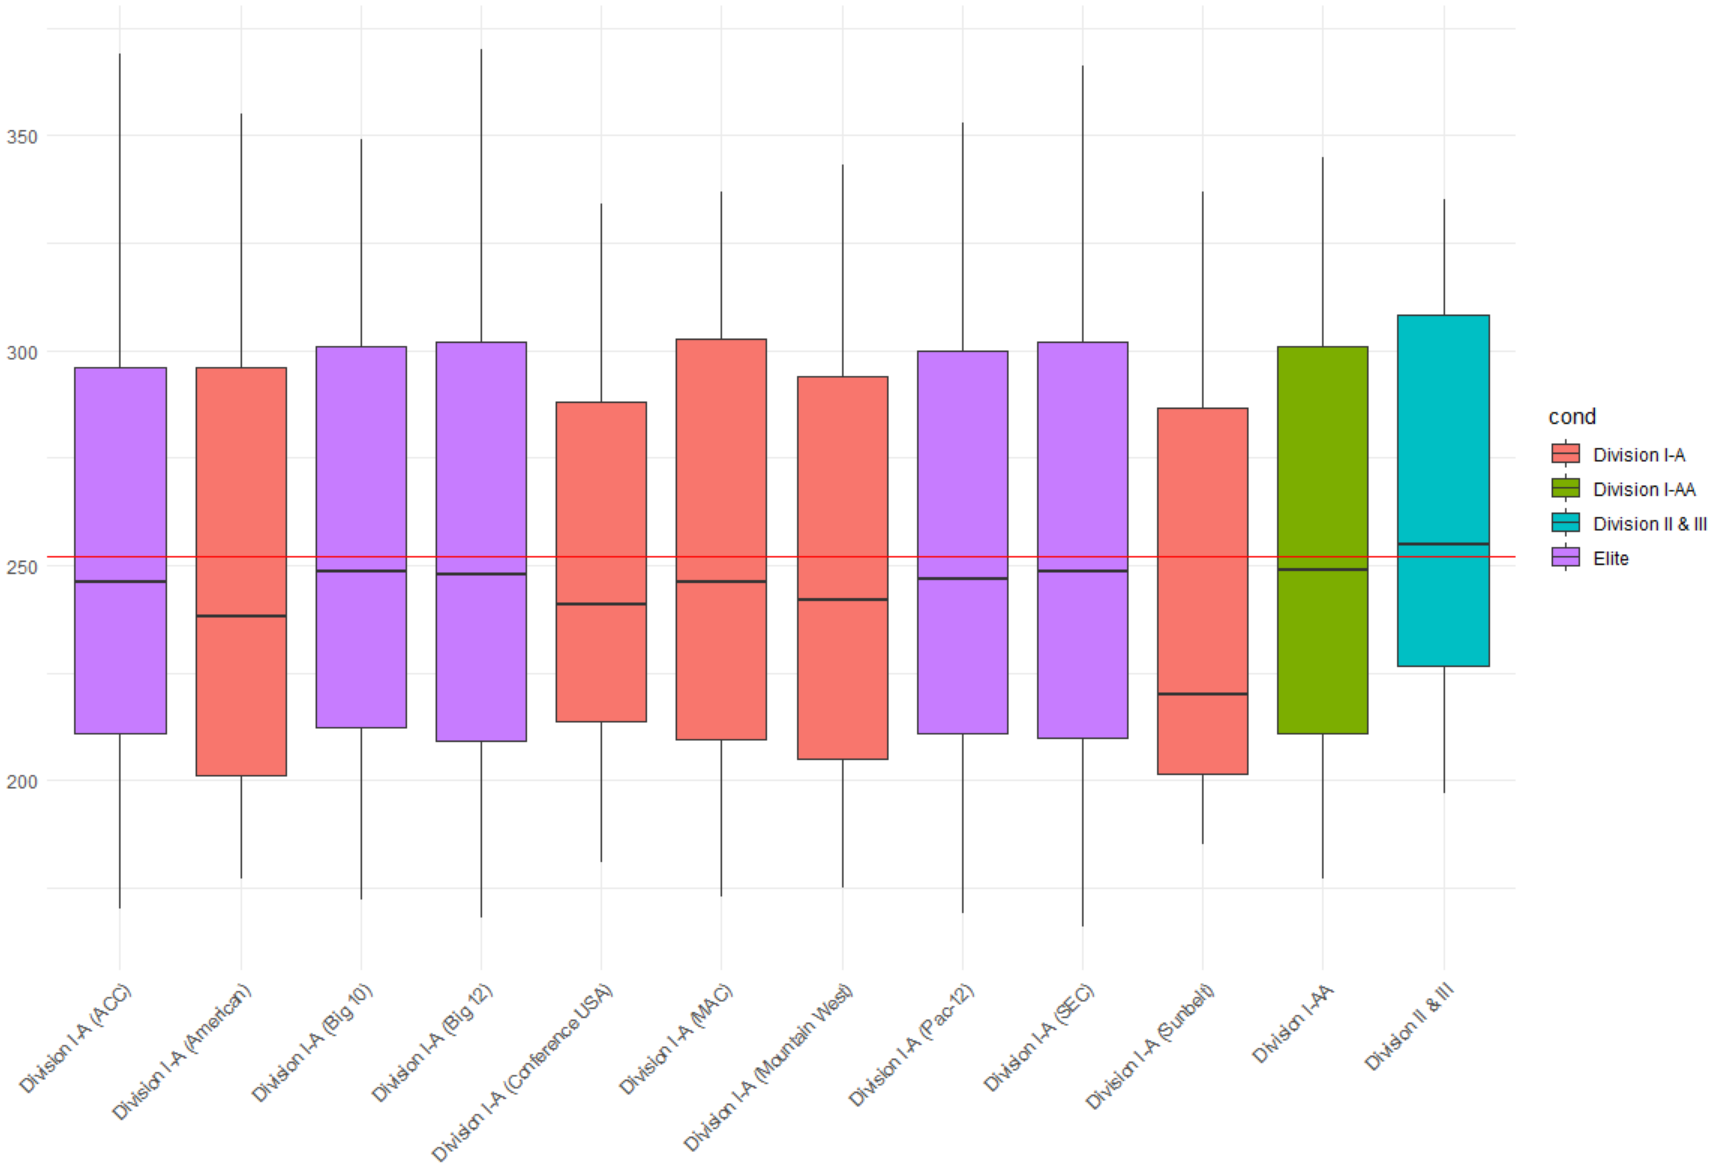 350
300
250
200
Division I-A (ACC)
Division I-A (American)
Division I-A (Big 10)
Division I-A (Big 12)
Division I-A (Conference USA)
Division I-A (MAC)
Division I-A (Mountain West)
Division I-A (Pac-12)
Division I-A (SEC)
Division I-A (Sunbelt)
Division I-AA
Division II & III
cond
Division I-A
Division I-AA
Division II & III
Elite